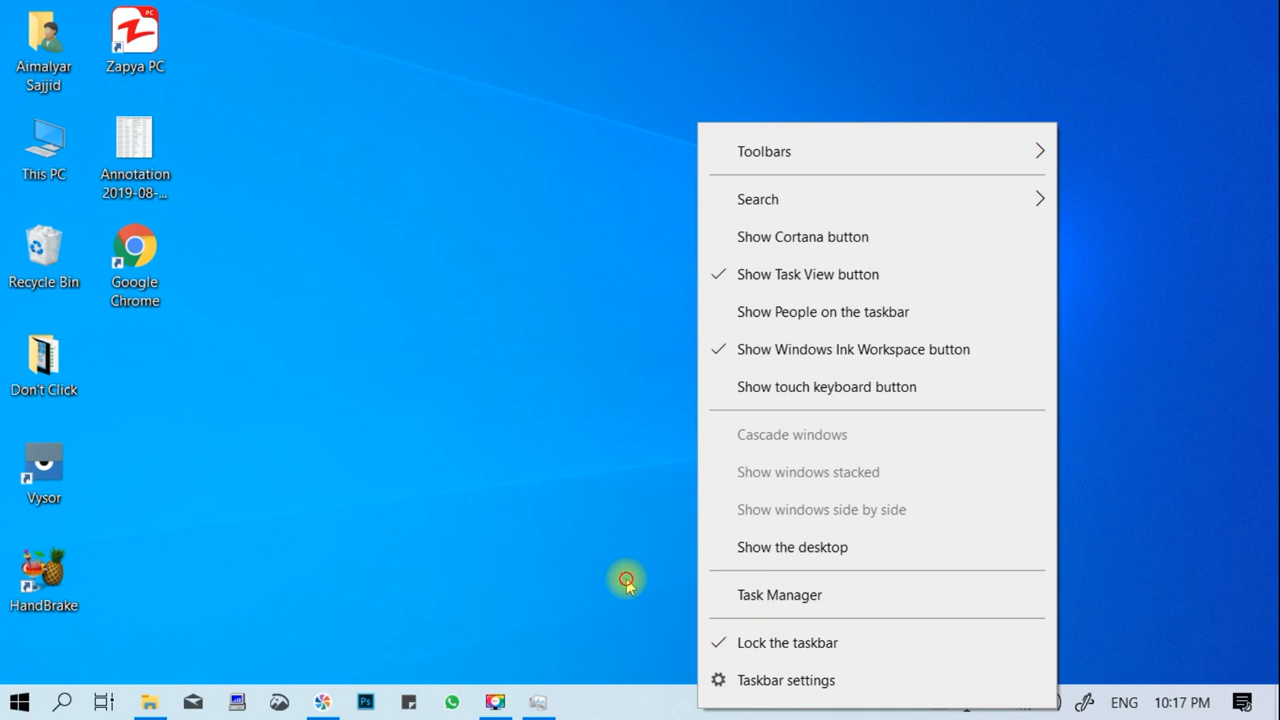 Aimalyar
Sajjid
PC
Zapya PC
This PC
Annotation
2019-08-...
Recycle Bin
Google
Chrome
Don't Click
Vysor
HandBrake
Toolbars
Search
Show Cortana button
Show Task View button
Show People on the taskbar
Show Windows Ink Workspace button
Show touch keyboard button
Cascade windows
Show windows stacked
Show windows side by side
Show the desktop
Task Manager
Lock the taskbar
Taskbar settings
Ps
ENG
10:17 PM